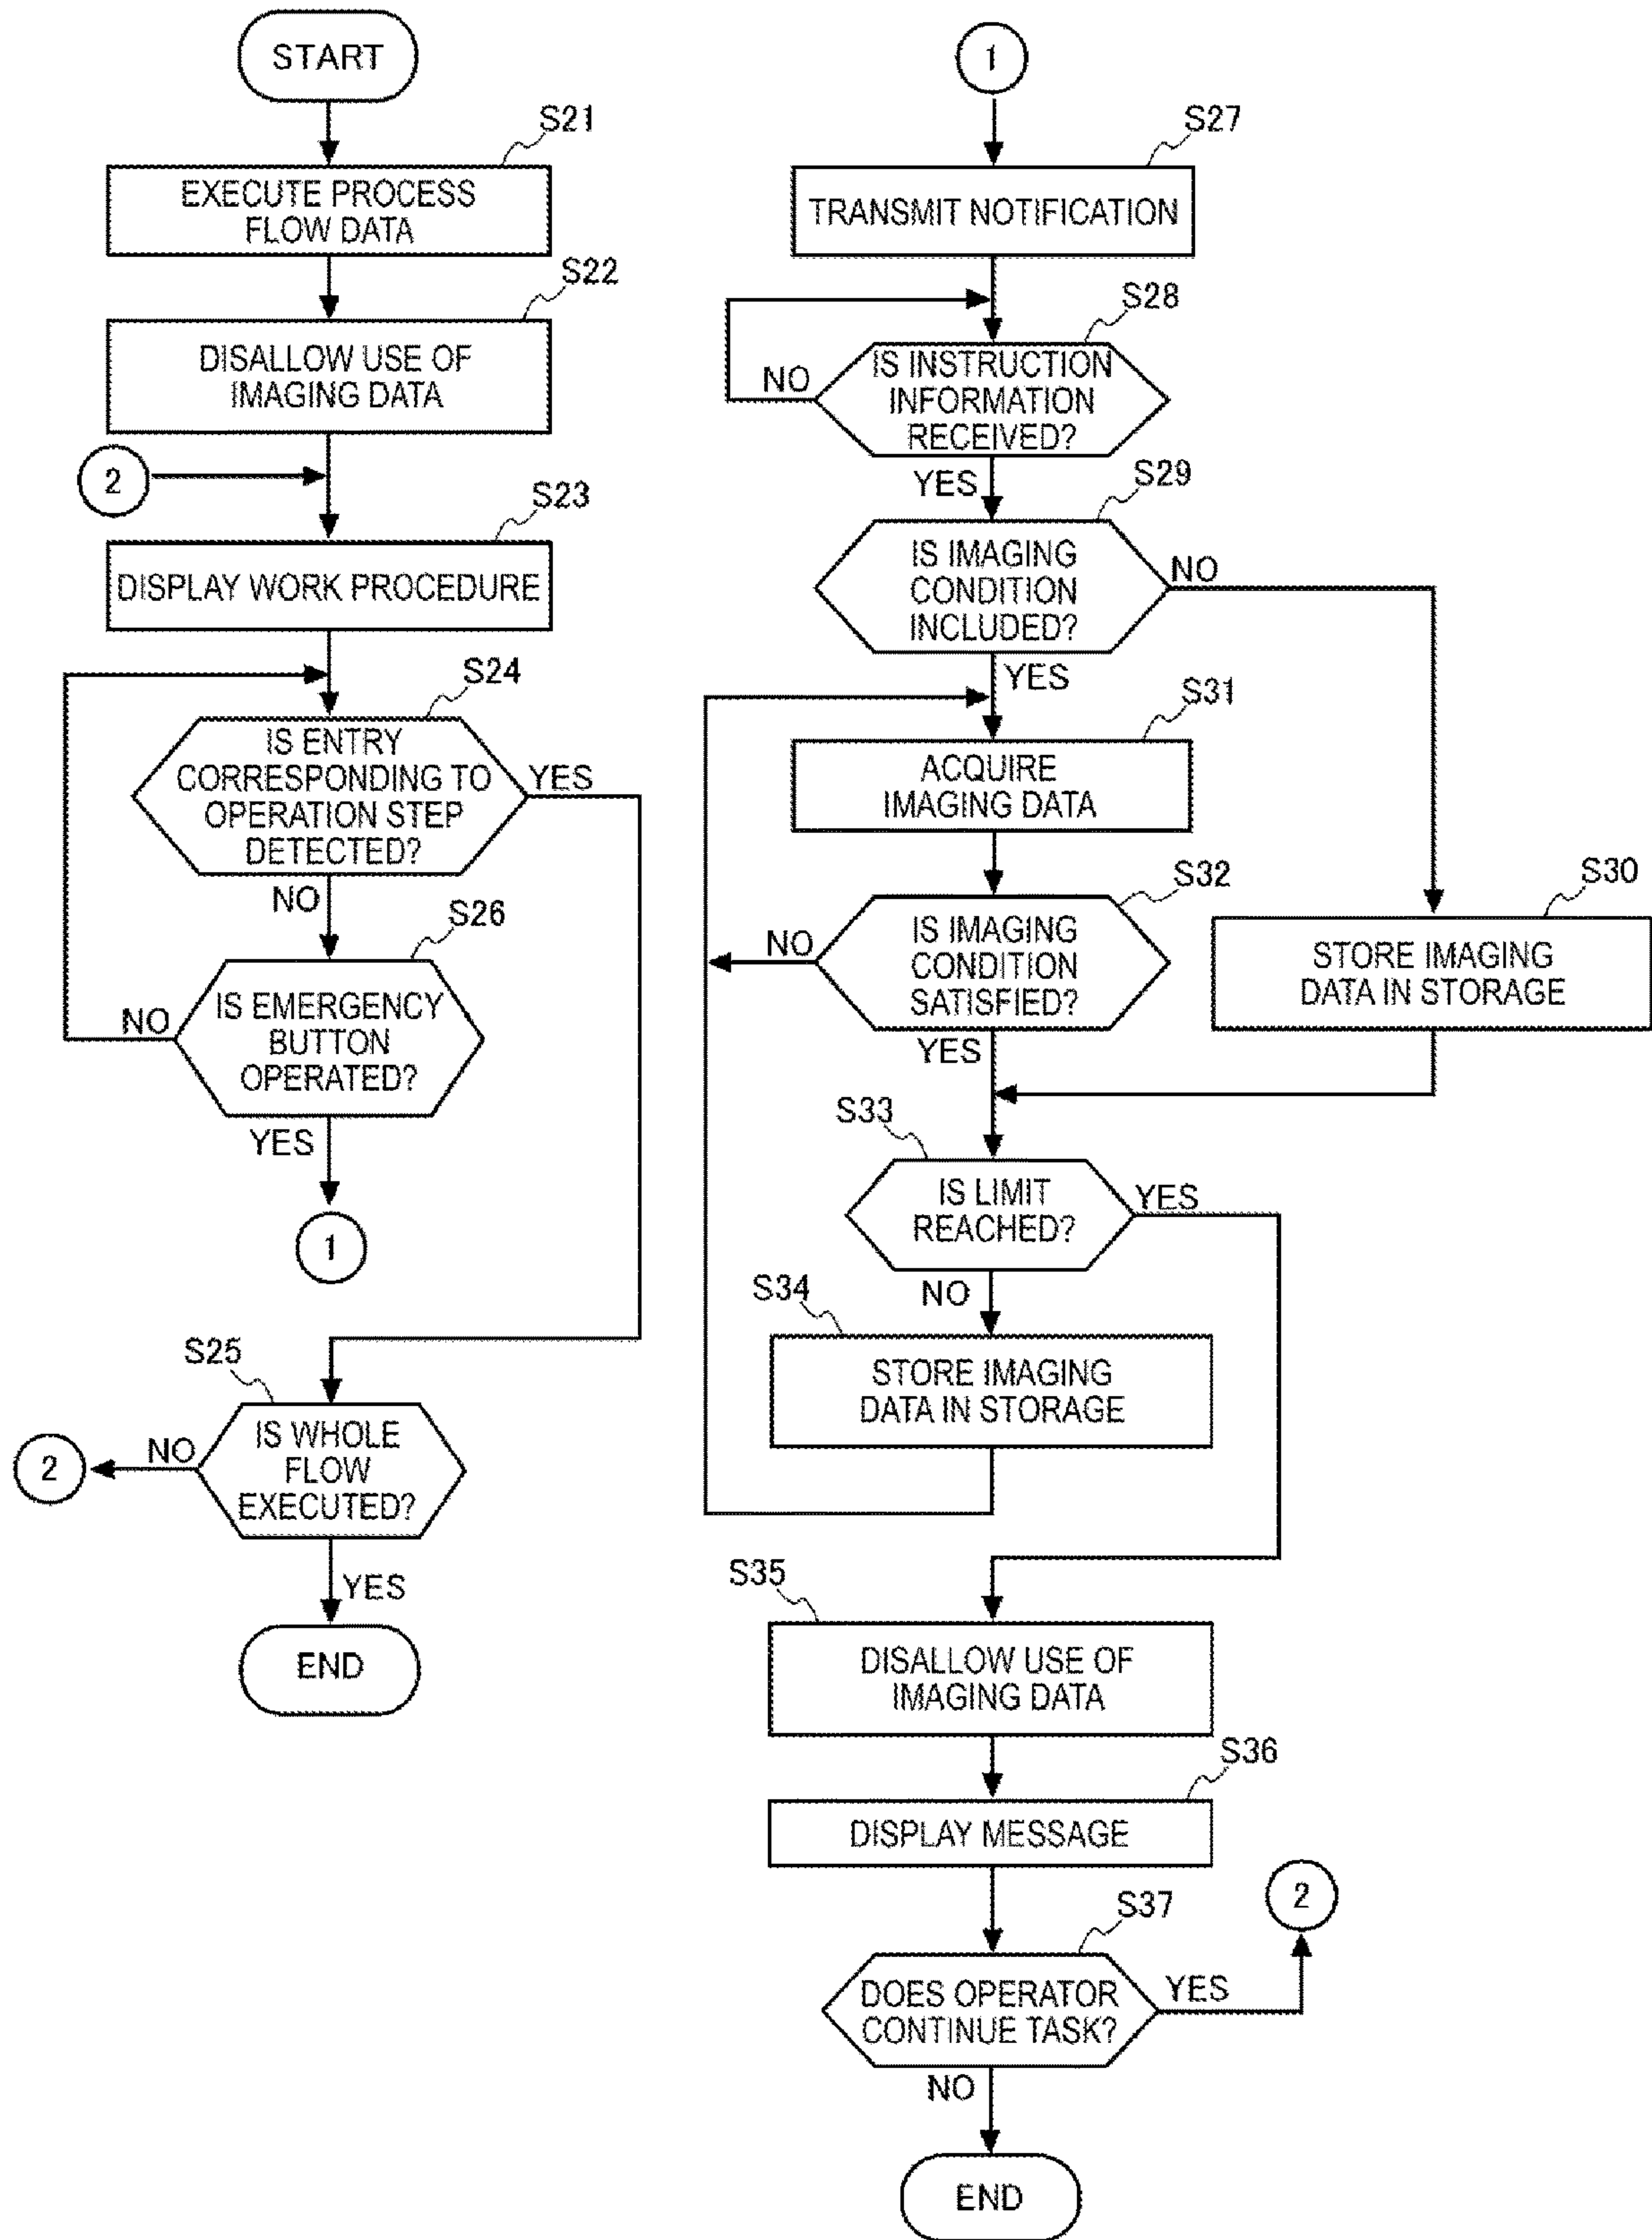 START
S21
EXECUTE PROCESS
FLOW DATA
S22
DISALLOW USE OF
IMAGING DATA
2
S23
DISPLAY WORK PROCEDURE
S24
IS ENTRY
CORRESPONDING TO
OPERATION STEP
DETECTED?
YES
NO
S26
IS EMERGENCY
BUTTON
OPERATED?
NO
YES
1
S25
IS WHOLE
FLOW
EXECUTED?
NO
2
YES
END
1
S27
TRANSMIT NOTIFICATION
S28
IS INSTRUCTION
INFORMATION
RECEIVED?
NO
YES
S29
IS IMAGING
CONDITION
INCLUDED?
NO
YES
S31
ACQUIRE
IMAGING DATA
S32
IS IMAGING
CONDITION
SATISFIED?
NO
YES
S30
STORE IMAGING
DATA IN STORAGE
S33
IS LIMIT
REACHED?
YES
NO
S34
STORE IMAGING
DATA IN STORAGE
S35
DISALLOW USE OF
IMAGING DATA
S36
DISPLAY MESSAGE
S37
DOES OPERATOR
CONTINUE TASK?
YES
2
NO
END